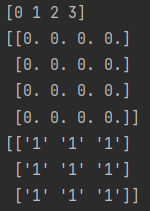 [0 1 2 3]
[[0. 0. 0. 0.]
 [0. 0. 0. 0.]
 [0. 0. 0. 0.]
 [0. 0. 0. 0.]]
[['1' '1' '1']
 ['1' '1' '1']
 ['1' '1' '1']]